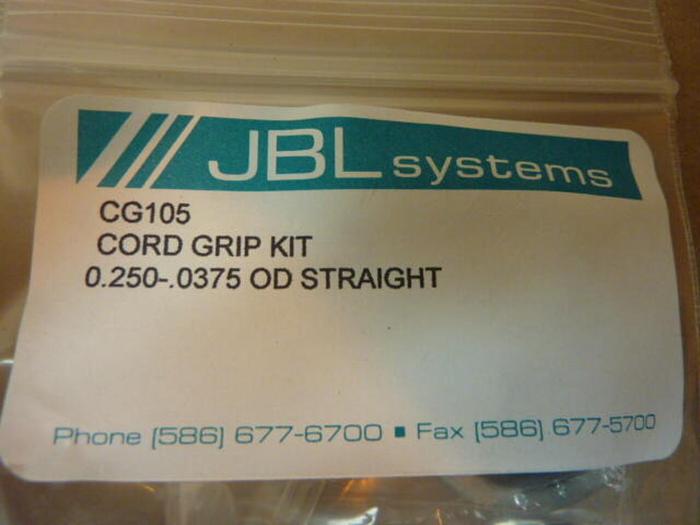 JBL systems
CG105
CORD GRIP KIT
0.250-.0375 OD STRAIGHT
Phone (586) 677-6700 ■ Fax (586) 677-5700